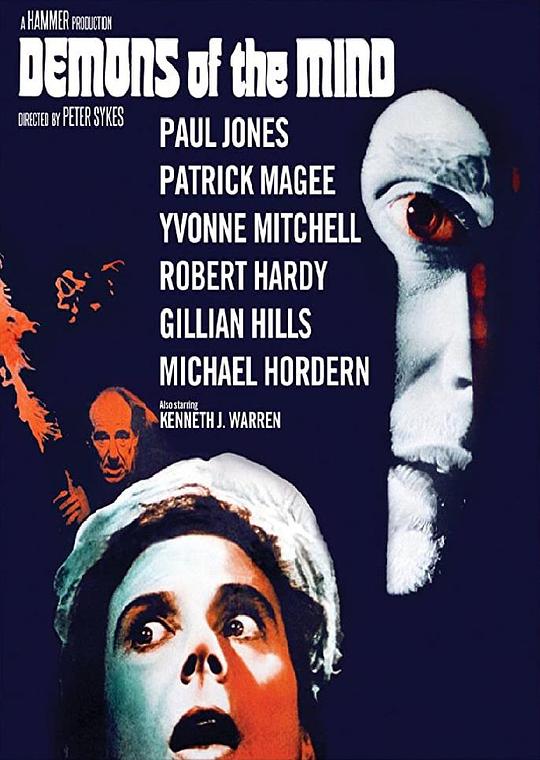 A HAMMER PRODUCTION
DEMONS of the MIND
DIRECTED BY PETER SYKES
PAUL JONES
PATRICK MAGEE
YVONNE MITCHELL
ROBERT HARDY
GILLIAN HILLS
MICHAEL HORDERN
Also starring
KENNETH J. WARREN